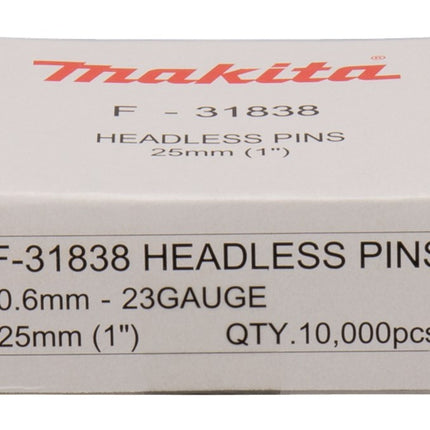 makita
F - 31838
HEADLESS PINS
25mm (1")
F-31838 HEADLESS PINS
0.6mm - 23GAUGE
25mm (1") QTY.10,000pcs